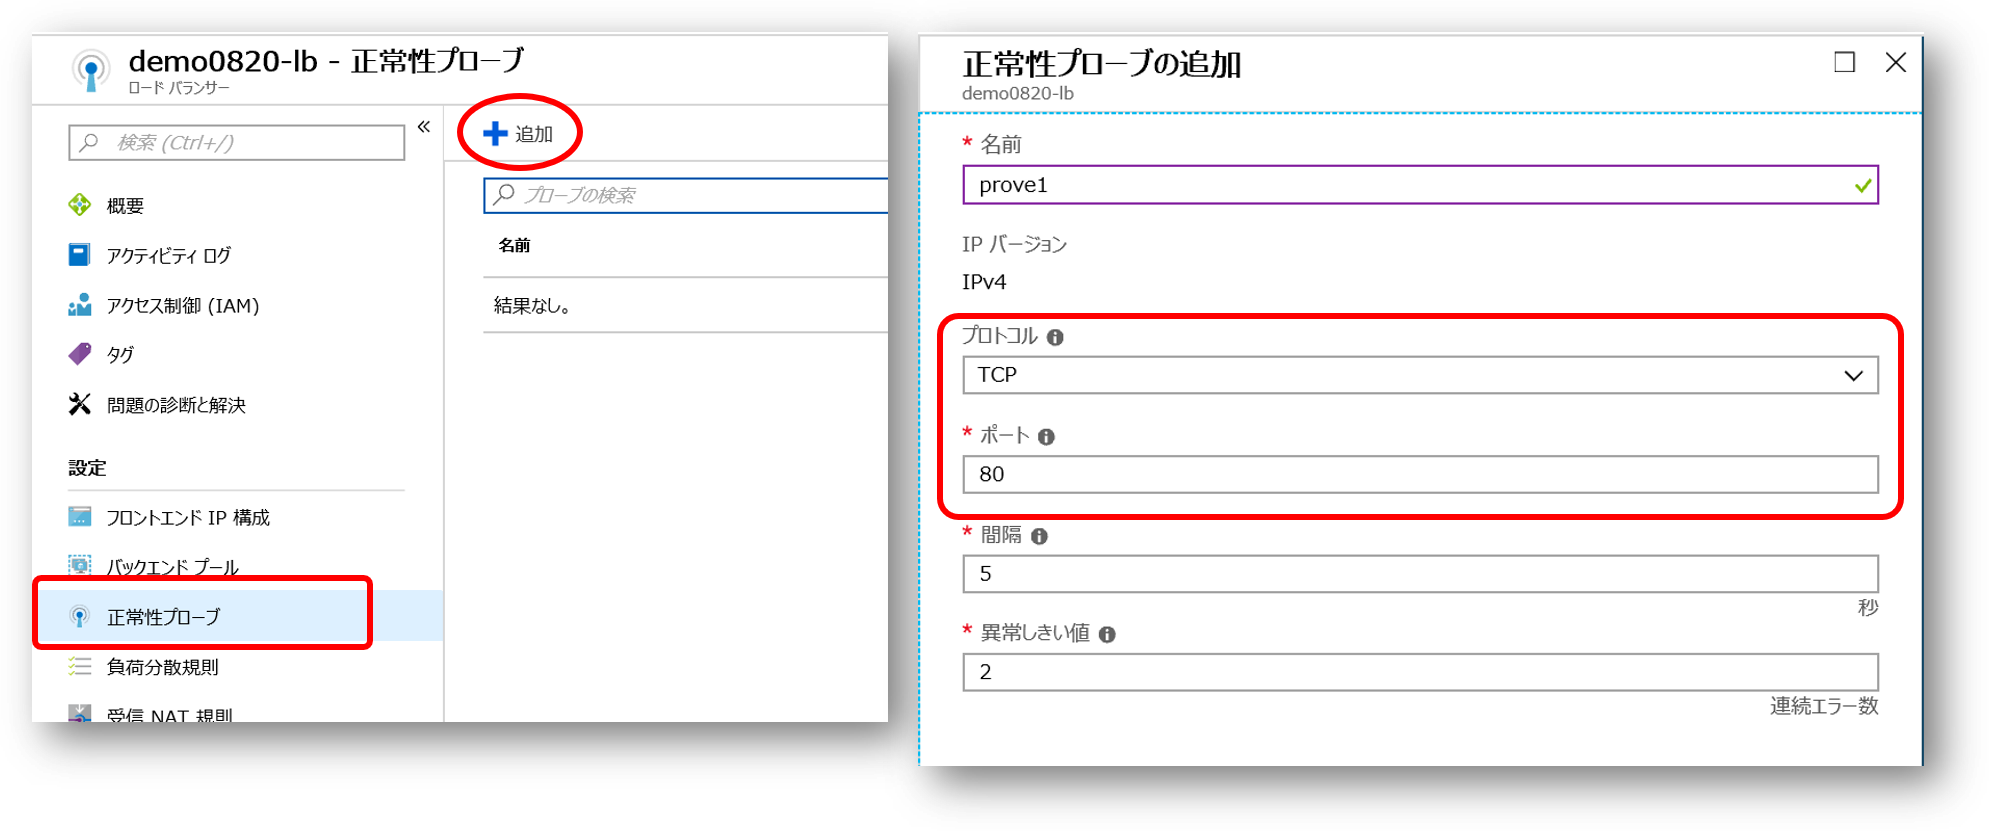 demo0820-lb - 正常性プローブ
ロード バランサー
検索 (Ctrl+/)
«
概要
アクティビティ ログ
アクセス制御 (IAM)
タグ
問題の診断と解決
設定
フロントエンド IP 構成
バックエンド プール
正常性プローブ
負荷分散規則
受信 NAT 規則
追加
プローブの検索
名前
結果なし。
正常性プローブの追加
demo0820-lb
* 名前
prove1
IP バージョン
IPv4
プロトコル
TCP
* ポート
80
* 間隔
5
秒
* 異常しきい値
2
連続エラー数